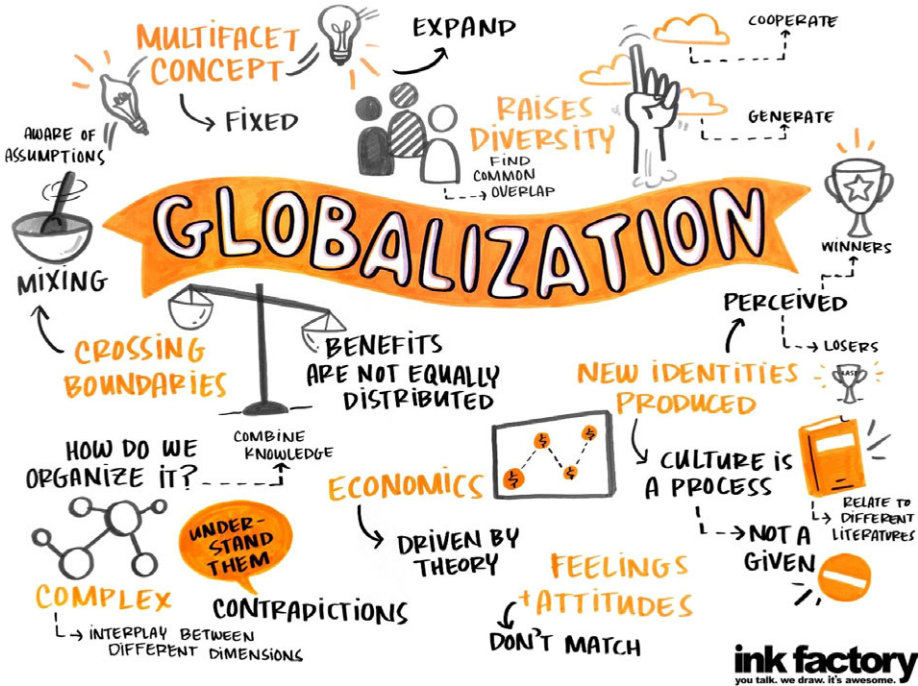 MULTIFACET
CONCEPT
FIXED
EXPAND
RAISES
DIVERSITY
FIND
COMMON
OVERLAP
COOPERATE
GENERATE
AWARE OF
ASSUMPTIONS
MIXING
GLOBALIZATION
WINNERS
PERCEIVED
LOSERS
LAST
CROSSING
BOUNDARIES
BENEFITS
ARE NOT EQUALLY
DISTRIBUTED
NEW IDENTITIES
PRODUCED
HOW DO WE
ORGANIZE IT?
COMBINE
KNOWLEDGE
ECONOMICS
$ $ $ $
DRIVEN BY
THEORY
CULTURE IS
A PROCESS
NOT A
GIVEN
RELATE TO
DIFFERENT
LITERATURES
UNDER-
STAND
THEM
CONTRADICTIONS
COMPLEX
INTERPLAY BETWEEN
DIFFERENT DIMENSIONS
FEELINGS
+ ATTITUDES
DON'T MATCH
ink factory
you talk. we draw. it's awesome.